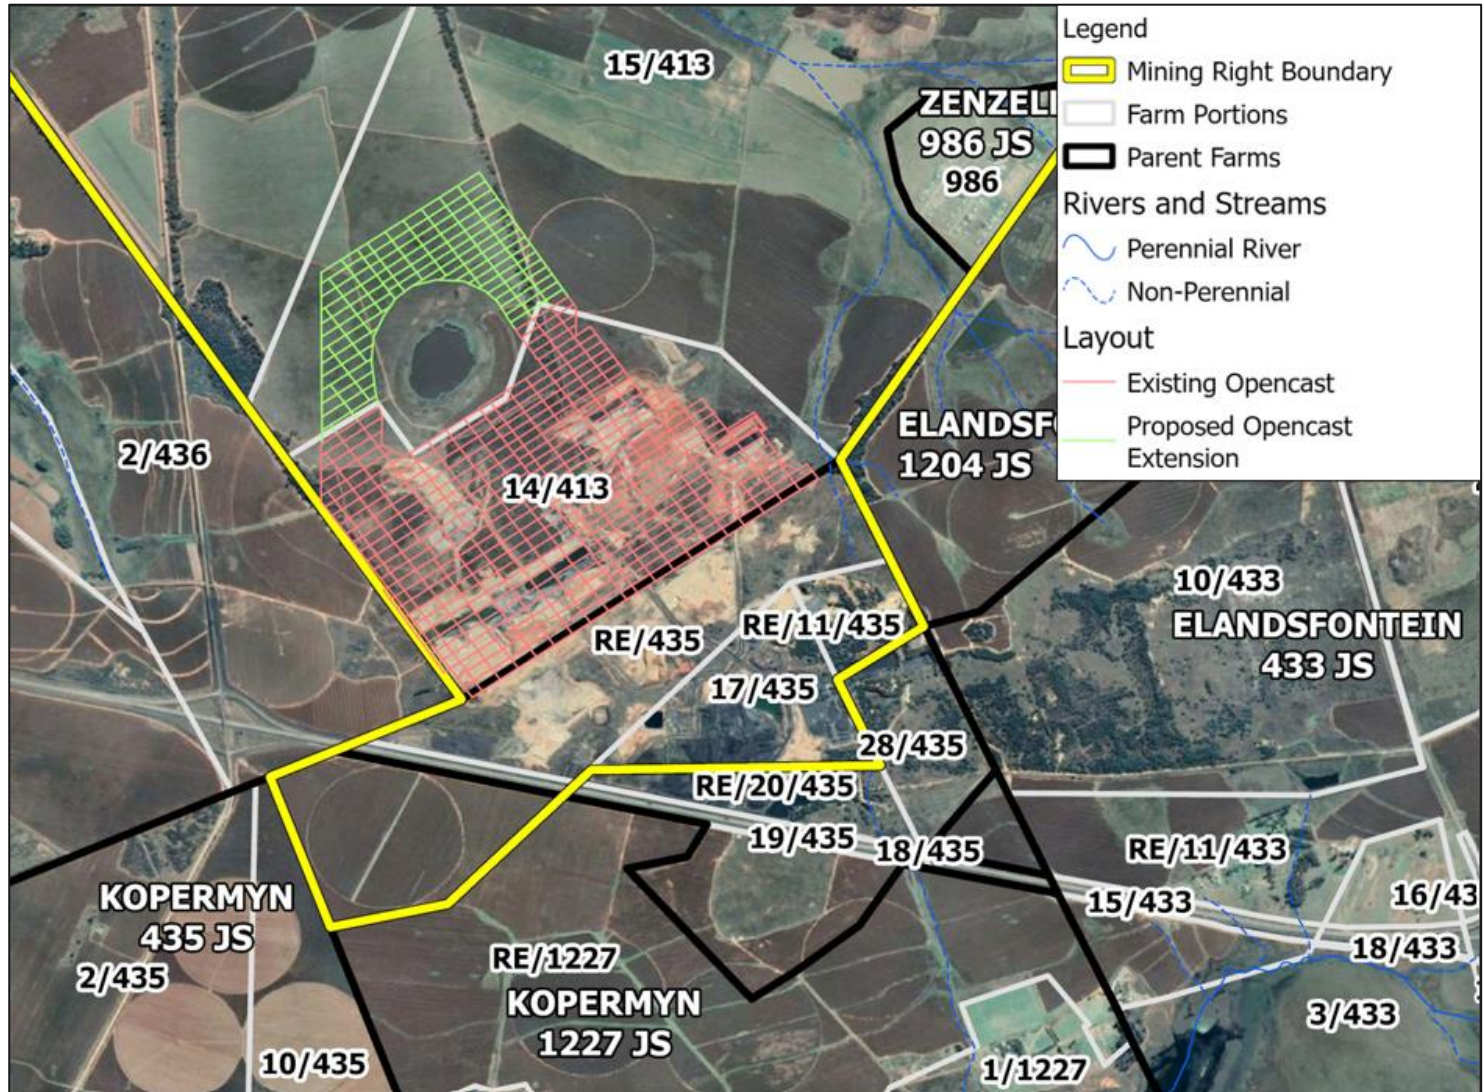 Legend
Mining Right Boundary
Farm Portions
Parent Farms
Rivers and Streams
Perennial River
Non-Perennial
Layout
Existing Opencast
Proposed Opencast
Extension
15/413
ZENZELI
986 JS
986
2/436
14/413
ELANDSF
1204 JS
10/433
ELANDSFONTEIN
433 JS
RE/435
RE/11/435
17/435
28/435
RE/20/435
19/435
18/435
RE/11/433
15/433
16/43
18/433
3/433
KOPERMYN
435 JS
2/435
10/435
RE/1227
KOPERMYN
1227 JS
1/1227